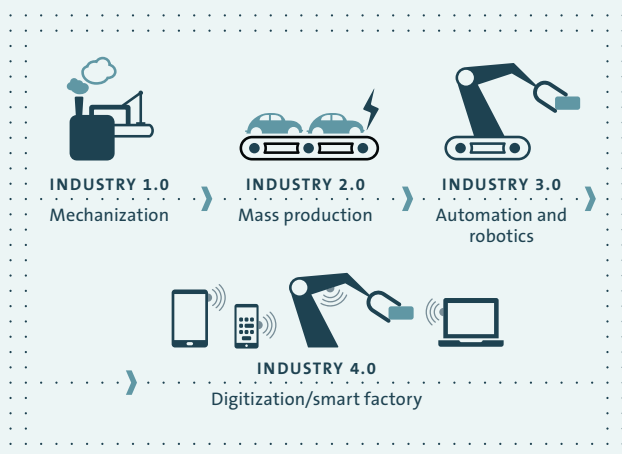 INDUSTRY 1.0
Mechanization
INDUSTRY 2.0
Mass production
INDUSTRY 3.0
Automation and
robotics
INDUSTRY 4.0
Digitization/smart factory